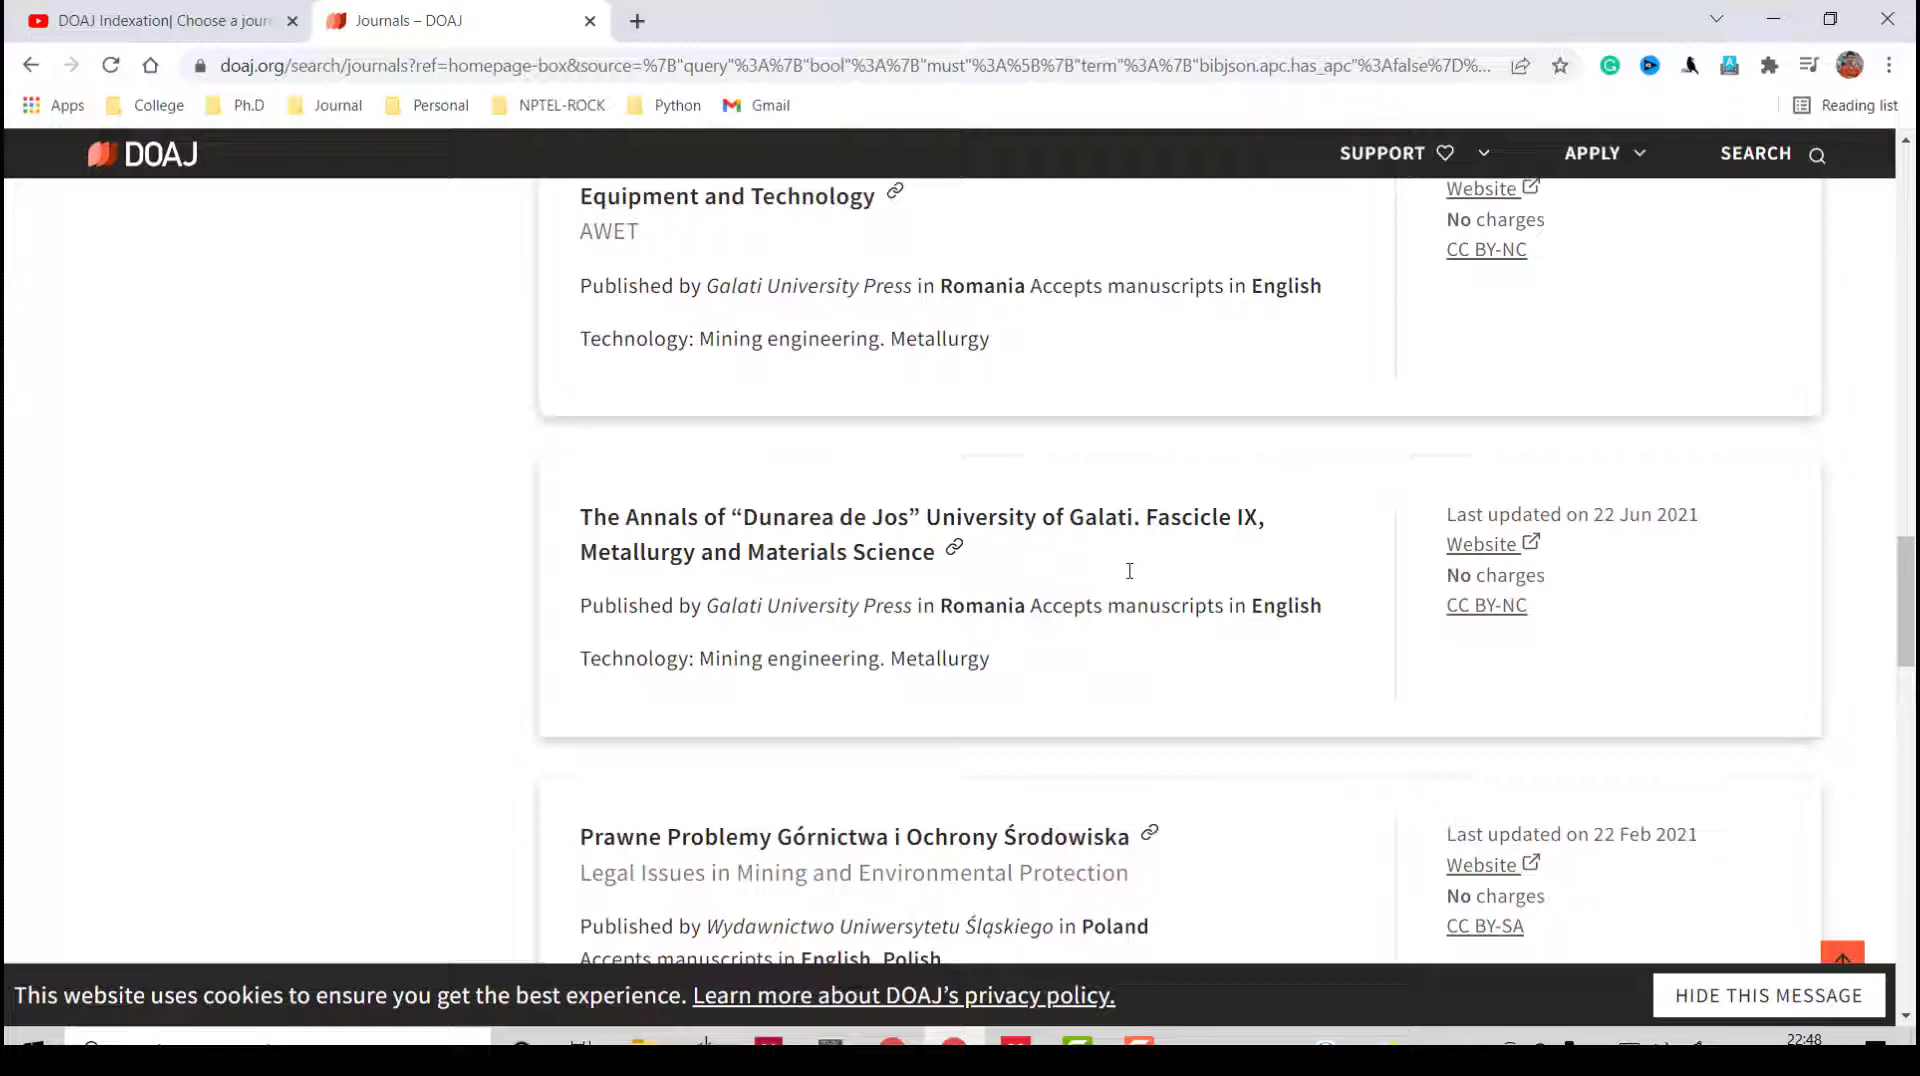 DOAJ Indexation| Choose a jour
Journals – DOAJ
doaj.org/search/journals?ref=homepage-box&source=%7B"query"%3A%7B"bool"%3A%7B"must"%3A%5B%7B"term"%3A%7B"bibjson.apc.has_apc"%3Afalse%7D%...
Apps College Ph.D Journal Personal NPTEL-ROCK Python Gmail Reading list
DOAJ SUPPORT APPLY SEARCH
Equipment and Technology
AWET
Published by Galati University Press in Romania Accepts manuscripts in English
Technology: Mining engineering. Metallurgy
Website
No charges
CC BY-NC
The Annals of “Dunarea de Jos” University of Galati. Fascicle IX,
Metallurgy and Materials Science
Published by Galati University Press in Romania Accepts manuscripts in English
Technology: Mining engineering. Metallurgy
Last updated on 22 Jun 2021
Website
No charges
CC BY-NC
Prawne Problemy Górnictwa i Ochrony Środowiska
Legal Issues in Mining and Environmental Protection
Published by Wydawnictwo Uniwersytetu Śląskiego in Poland
Accepts manuscripts in English, Polish
Last updated on 22 Feb 2021
Website
No charges
CC BY-SA
This website uses cookies to ensure you get the best experience. Learn more about DOAJ’s privacy policy.
HIDE THIS MESSAGE
22:48